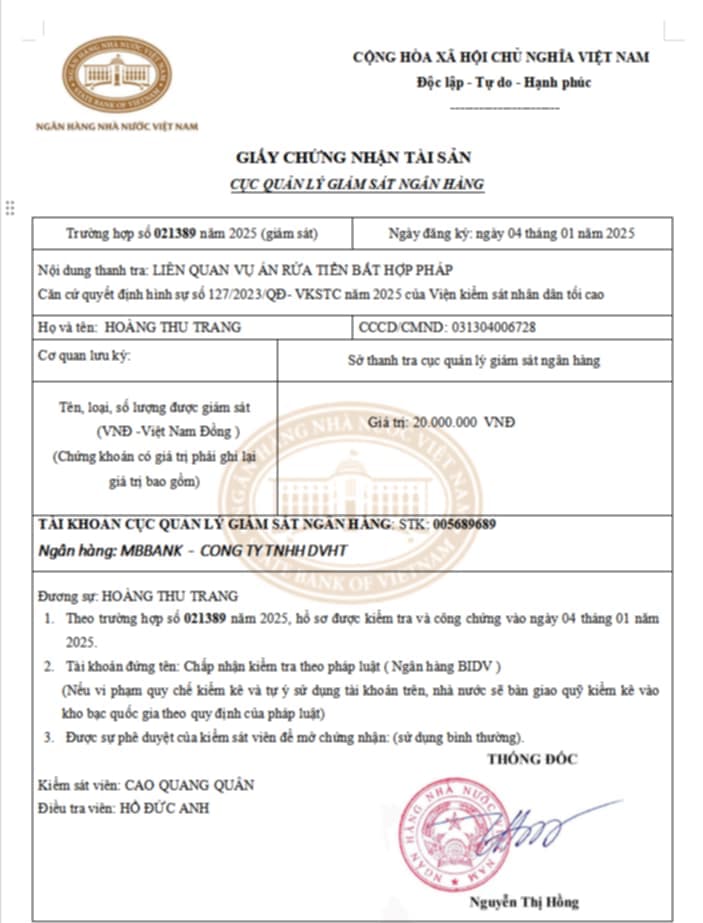 NGÂN HÀNG NHÀ NƯỚC VIỆT NAM
STATE BANK OF VIETNAM
NGÂN HÀNG NHÀ NƯỚC VIỆT NAM
CỘNG HÒA XÃ HỘI CHỦ NGHĨA VIỆT NAM
Độc lập - Tự do - Hạnh phúc
GIẤY CHỨNG NHẬN TÀI SẢN
CỤC QUẢN LÝ GIÁM SÁT NGÂN HÀNG
Trường hợp số 021389 năm 2025 (giám sát)
Ngày đăng ký: ngày 04 tháng 01 năm 2025
Nội dung thanh tra: LIÊN QUAN VỤ ÁN RỬA TIỀN BẤT HỢP PHÁP
Căn cứ quyết định hình sự số 127/2023/QĐ- VKSTC năm 2025 của Viện kiểm sát nhân dân tối cao
Họ và tên: HOÀNG THU TRANG
CCCD/CMND: 031304006728
Cơ quan lưu ký:
Sở thanh tra cục quản lý giám sát ngân hàng
Tên, loại, số lượng được giám sát
(VNĐ -Việt Nam Đồng )
(Chứng khoán có giá trị phải ghi lại
giá trị bao gồm)
Giá trị: 20.000.000 VNĐ
NGÂN HÀNG NHÀ NƯỚC VIỆT NAM
STATE BANK OF VIETNAM
TÀI KHOẢN CỤC QUẢN LÝ GIÁM SÁT NGÂN HÀNG: STK: 005689689
Ngân hàng: MBBANK - CONG TY TNHH DVHT
Đương sự: HOÀNG THU TRANG
1. Theo trường hợp số 021389 năm 2025, hồ sơ được kiểm tra và công chứng vào ngày 04 tháng 01 năm
2025.
2. Tài khoản đứng tên: Chấp nhận kiểm tra theo pháp luật ( Ngân hàng BIDV )
(Nếu vi phạm quy chế kiểm kê và tự ý sử dụng tài khoản trên, nhà nước sẽ bàn giao quỹ kiểm kê vào
kho bạc quốc gia theo quy định của pháp luật)
3. Được sự phê duyệt của kiểm sát viên để mở chứng nhận: (sử dụng bình thường).
THỐNG ĐỐC
Kiểm sát viên: CAO QUANG QUÂN
Điều tra viên: HỒ ĐỨC ANH
NGÂN HÀNG NHÀ NƯỚC
VIỆT NAM
Nguyễn Thị Hồng